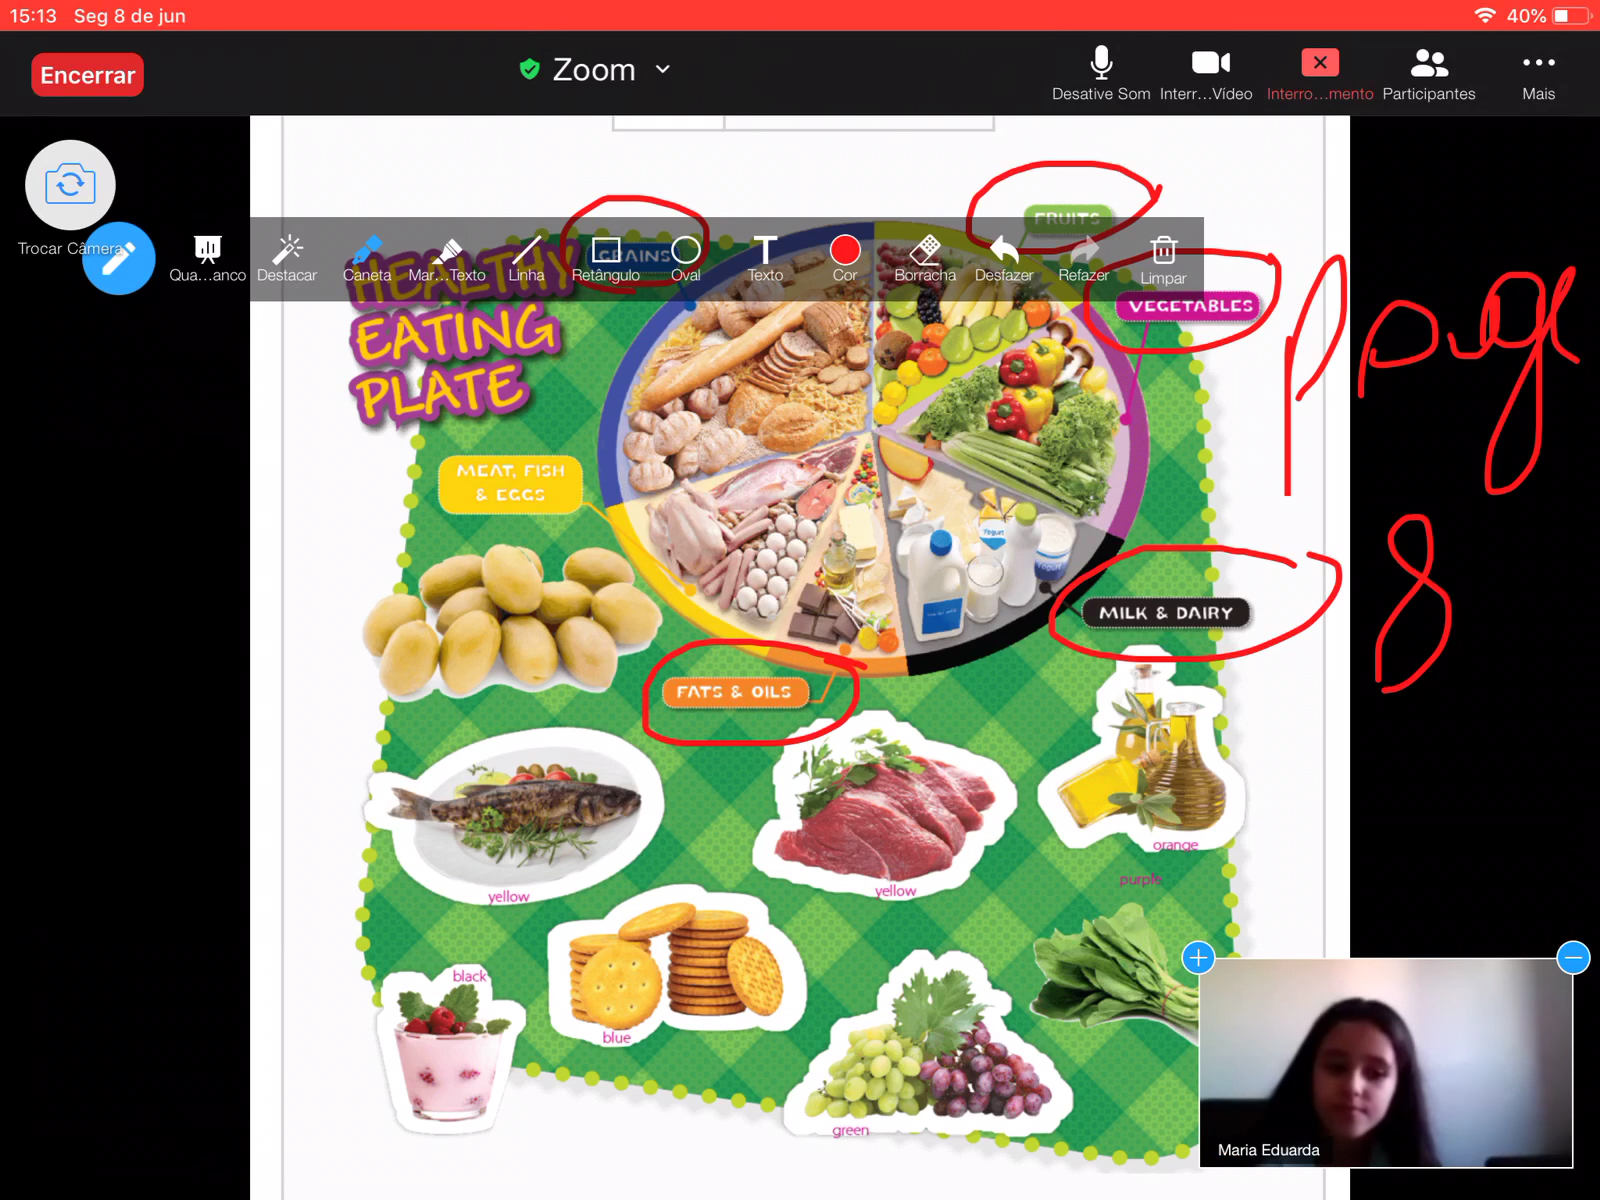 15:13 Seg 8 de jun
40%
Encerrar
Zoom
Desative Som
Interr...Vídeo
Interro...mento
Participantes
Mais
Trocar Câmera
Qua...anco
Destacar
Caneta
Mar...Texto
Linha
Retângulo
Oval
Texto
Cor
Borracha
Desfazer
Refazer
Limpar
FRUITS
GRAINS
VEGETABLES
HEALTHY
EATING
PLATE
MEAT, FISH
& EGGS
MILK & DAIRY
FATS & OILS
Page
8
yellow
yellow
orange
purple
black
blue
green
Maria Eduarda